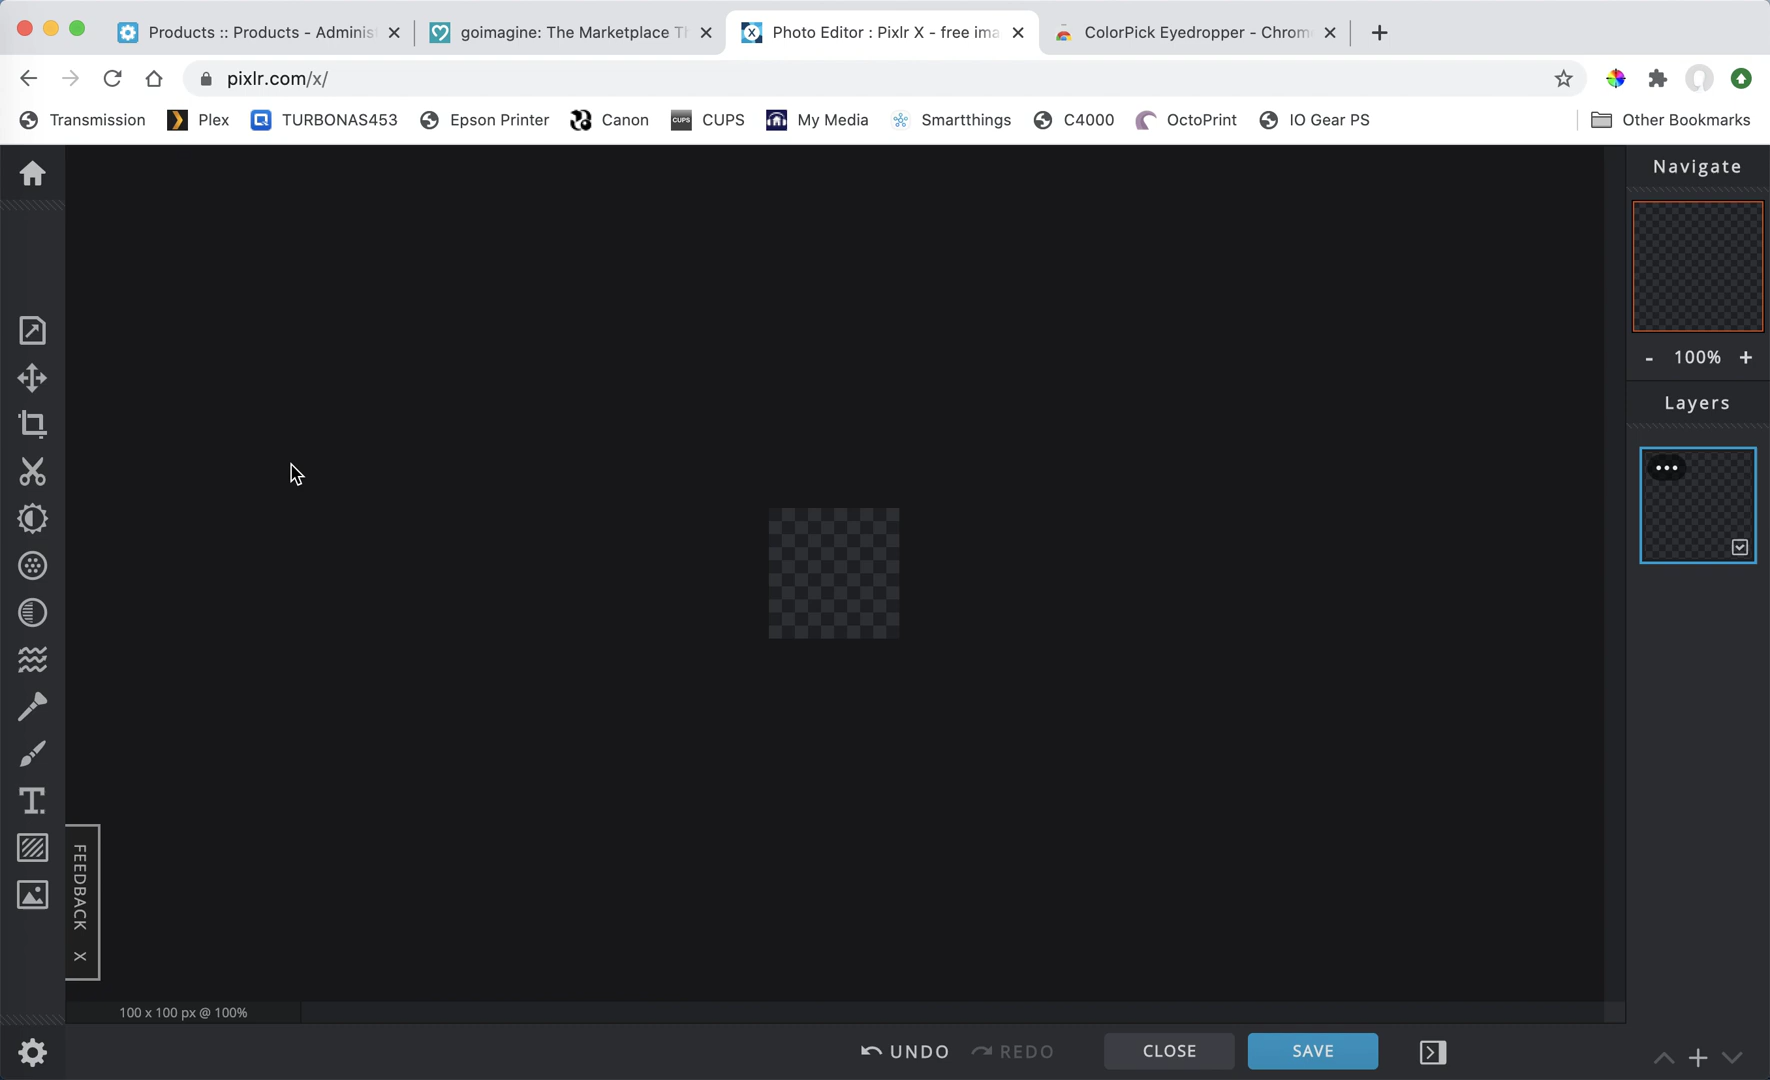 Products :: Products - Adminis
goimagine: The Marketplace T
Photo Editor : Pixlr X - free ima
ColorPick Eyedropper - Chrom
pixlr.com/x/
Transmission
Plex
TURBONAS453
Epson Printer
Canon
CUPS
CUPS
My Media
Smartthings
C4000
OctoPrint
IO Gear PS
Other Bookmarks
Navigate
- 100% +
Layers
FEEDBACK X
100 x 100 px @ 100%
UNDO
REDO
CLOSE
SAVE